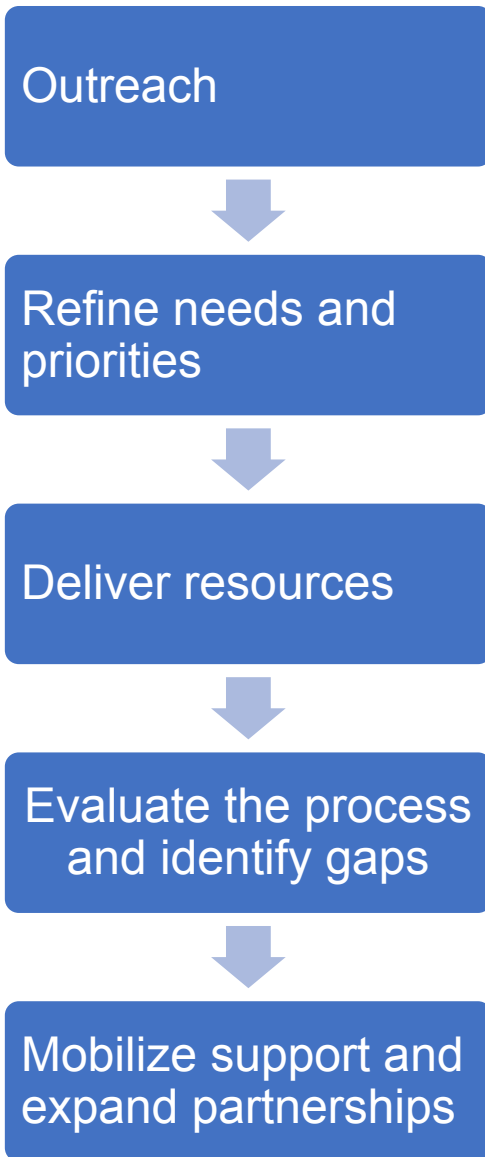 Outreach
Refine needs and
priorities
Deliver resources
Evaluate the process
and identify gaps
Mobilize support and
expand partnerships